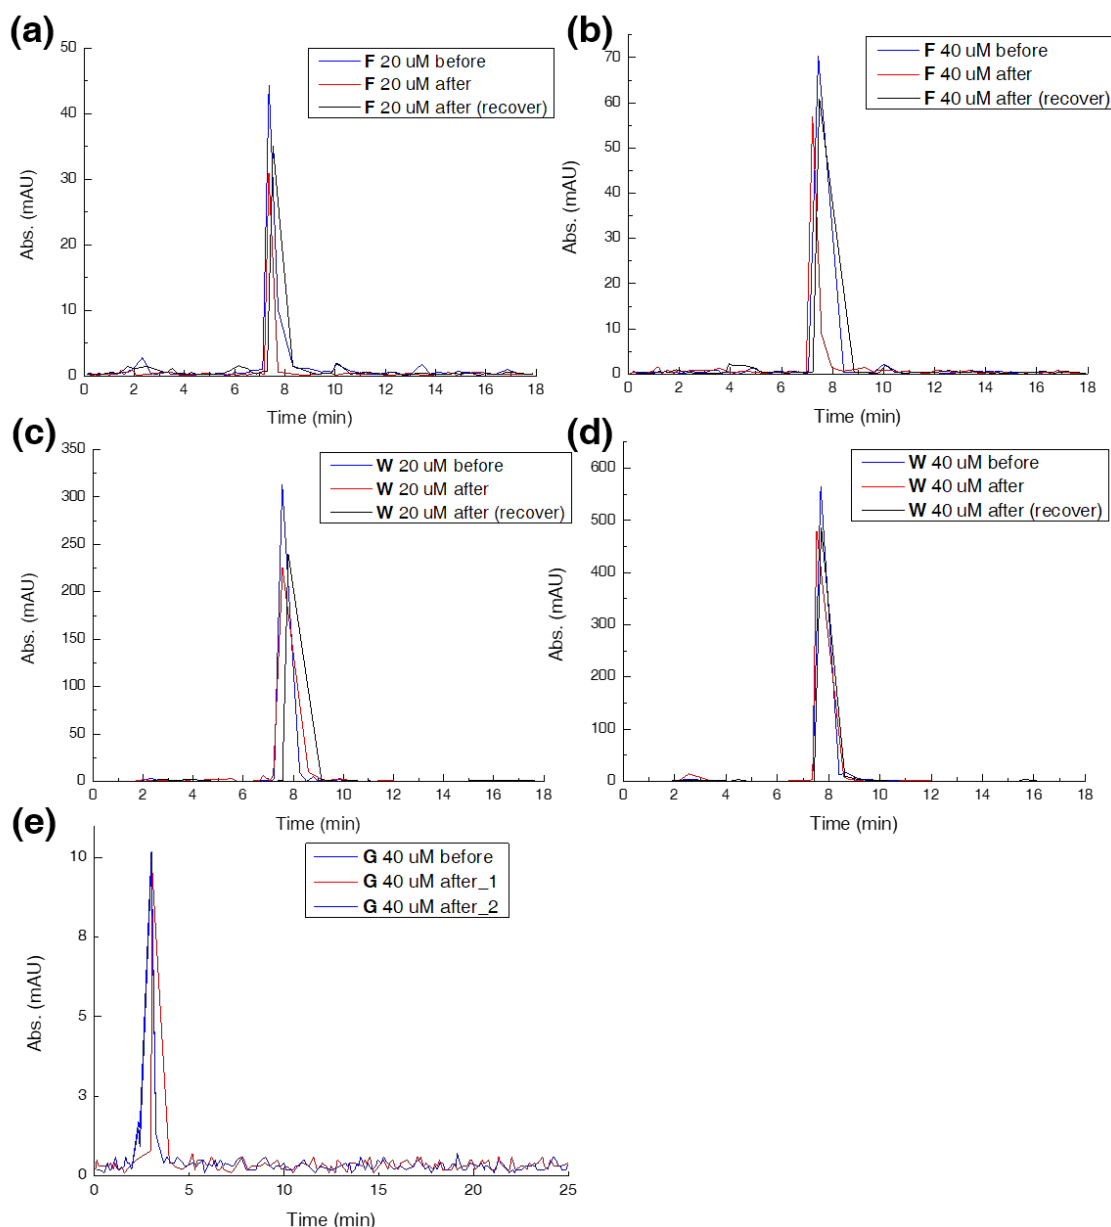 (a)
50
40
30
20
10
0
Abs. (mAU)
F 20 uM before
F 20 uM after
F 20 uM after (recover)
0 2 4 6 8 10 12 14 16 18
Time (min)
(b)
70
60
50
40
30
20
10
0
Abs. (mAU)
F 40 uM before
F 40 uM after
F 40 uM after (recover)
0 2 4 6 8 10 12 14 16 18
Time (min)
(c)
350
300
250
200
150
100
50
0
Abs. (mAU)
W 20 uM before
W 20 uM after
W 20 uM after (recover)
0 2 4 6 8 10 12 14 16 18
Time (min)
(d)
600
500
400
300
200
100
0
Abs. (mAU)
W 40 uM before
W 40 uM after
W 40 uM after (recover)
0 2 4 6 8 10 12 14 16 18
Time (min)
(e)
10
8
5
3
0
Abs. (mAU)
G 40 uM before
G 40 uM after_1
G 40 uM after_2
0 5 10 15 20 25
Time (min)